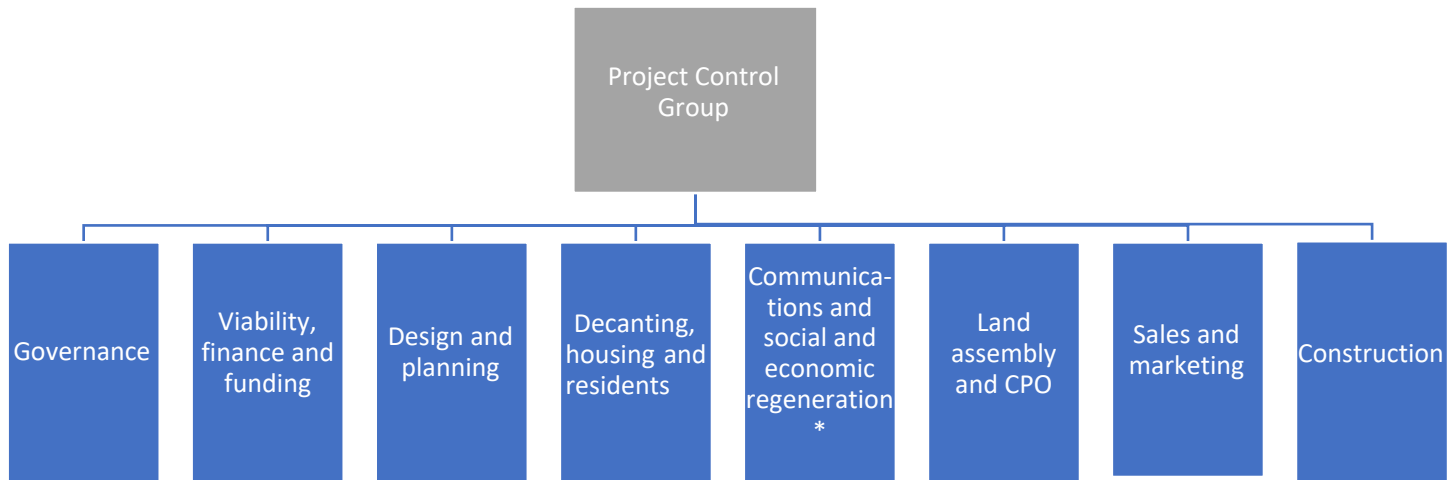 Project Control
Group
Governance
Viability,
finance and
funding
Design and
planning
Decanting,
housing and
residents
Communica-
tions and
social and
economic
regeneration
*
Land
assembly
and CPO
Sales and
marketing
Construction